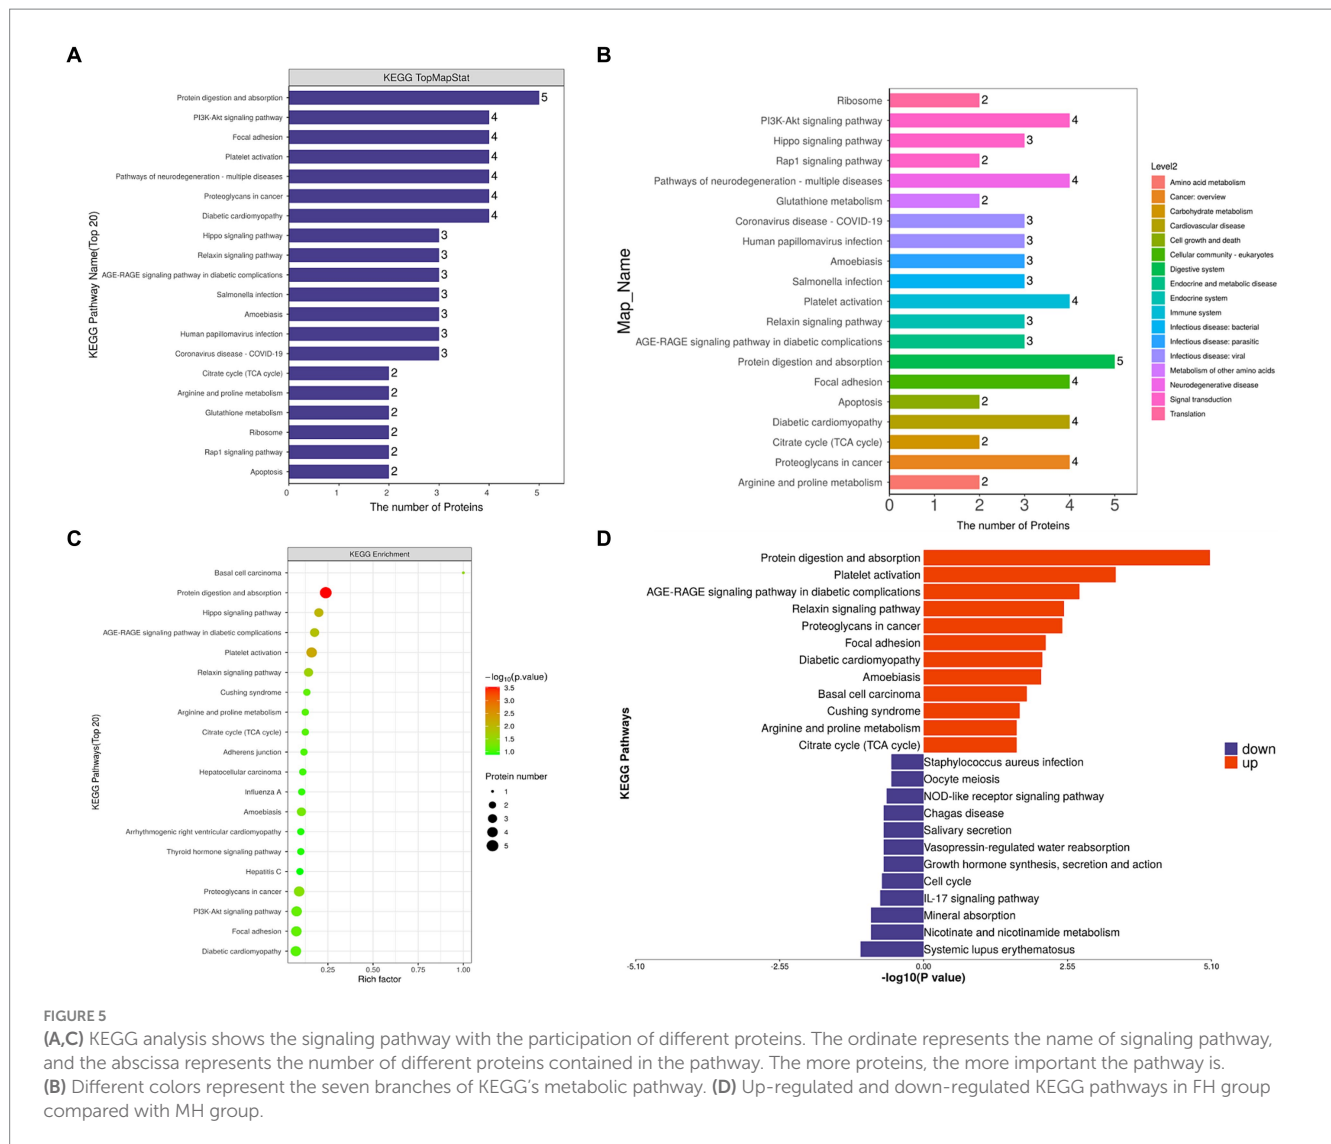 A
KEGG TopMapStat
KEGG Pathway Name(Top 20)
Protein digestion and absorption
5
PI3K-Akt signaling pathway
4
Focal adhesion
4
Platelet activation
4
Pathways of neurodegeneration - multiple diseases
4
Proteoglycans in cancer
4
Diabetic cardiomyopathy
4
Hippo signaling pathway
3
Relaxin signaling pathway
3
AGE-RAGE signaling pathway in diabetic complications
3
Salmonella infection
3
Amoebiasis
3
Human papillomavirus infection
3
Coronavirus disease - COVID-19
3
Citrate cycle (TCA cycle)
2
Arginine and proline metabolism
2
Glutathione metabolism
2
Ribosome
2
Rap1 signaling pathway
2
Apoptosis
2
0 1 2 3 4 5
The number of Proteins
B
Map_Name
Ribosome
2
PI3K-Akt signaling pathway
4
Hippo signaling pathway
3
Rap1 signaling pathway
2
Pathways of neurodegeneration - multiple diseases
4
Glutathione metabolism
2
Coronavirus disease - COVID-19
3
Human papillomavirus infection
3
Amoebiasis
3
Salmonella infection
3
Platelet activation
4
Relaxin signaling pathway
3
AGE-RAGE signaling pathway in diabetic complications
3
Protein digestion and absorption
5
Focal adhesion
4
Apoptosis
2
Diabetic cardiomyopathy
4
Citrate cycle (TCA cycle)
2
Proteoglycans in cancer
4
Arginine and proline metabolism
2
0 1 2 3 4 5
The number of Proteins
Level2
Amino acid metabolism
Cancer: overview
Carbohydrate metabolism
Cardiovascular disease
Cell growth and death
Cellular community - eukaryotes
Digestive system
Endocrine and metabolic disease
Endocrine system
Immune system
Infectious disease: bacterial
Infectious disease: parasitic
Infectious disease: viral
Metabolism of other amino acids
Neurodegenerative disease
Signal transduction
Translation
C
KEGG Enrichment
KEGG Pathways(Top 20)
Basal cell carcinoma
Protein digestion and absorption
Hippo signaling pathway
AGE-RAGE signaling pathway in diabetic complications
Platelet activation
Relaxin signaling pathway
Cushing syndrome
Arginine and proline metabolism
Citrate cycle (TCA cycle)
Adherens junction
Hepatocellular carcinoma
Influenza A
Amoebiasis
Arrhythmogenic right ventricular cardiomyopathy
Thyroid hormone signaling pathway
Hepatitis C
Proteoglycans in cancer
PI3K-Akt signaling pathway
Focal adhesion
Diabetic cardiomyopathy
0.25 0.50 0.75 1.00
Rich factor
−log10(p.value)
3.5
3.0
2.5
2.0
1.5
1.0
Protein number
1
2
3
4
5
D
KEGG Pathways
Protein digestion and absorption
Platelet activation
AGE-RAGE signaling pathway in diabetic complications
Relaxin signaling pathway
Proteoglycans in cancer
Focal adhesion
Diabetic cardiomyopathy
Amoebiasis
Basal cell carcinoma
Cushing syndrome
Arginine and proline metabolism
Citrate cycle (TCA cycle)
Staphylococcus aureus infection
Oocyte meiosis
NOD-like receptor signaling pathway
Chagas disease
Salivary secretion
Vasopressin-regulated water reabsorption
Growth hormone synthesis, secretion and action
Cell cycle
IL-17 signaling pathway
Mineral absorption
Nicotinate and nicotinamide metabolism
Systemic lupus erythematosus
-5.10 -2.55 0.00 2.55 5.10
-log10(P value)
down
up
FIGURE 5
(A,C) KEGG analysis shows the signaling pathway with the participation of different proteins. The ordinate represents the name of signaling pathway,
and the abscissa represents the number of different proteins contained in the pathway. The more proteins, the more important the pathway is.
(B) Different colors represent the seven branches of KEGG's metabolic pathway. (D) Up-regulated and down-regulated KEGG pathways in FH group
compared with MH group.